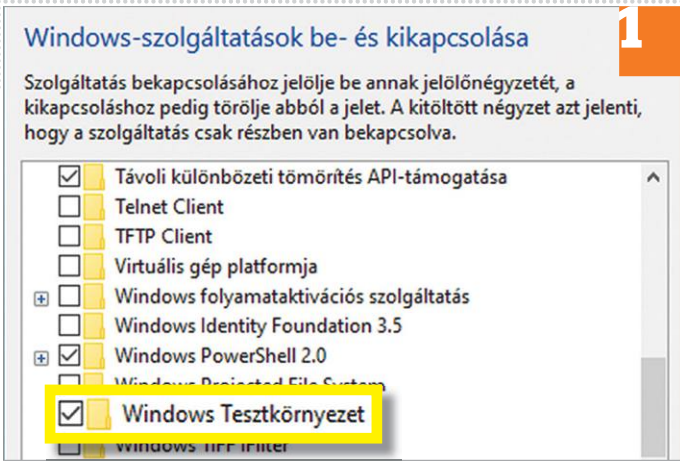 1
Windows-szolgáltatások be- és kikapcsolása
Szolgáltatás bekapcsolásához jelölje be annak jelölőnégyzetét, a
kikapcsoláshoz pedig törölje abból a jelet. A kitöltött négyzet azt jelenti,
hogy a szolgáltatás csak részben van bekapcsolva.
Távoli különbözeti tömörítés API-támogatása
Telnet Client
TFTP Client
Virtuális gép platformja
Windows folyamataktivációs szolgáltatás
Windows Identity Foundation 3.5
Windows PowerShell 2.0
Windows Projected File System
Windows Tesztkörnyezet
Windows TIFF IFilter